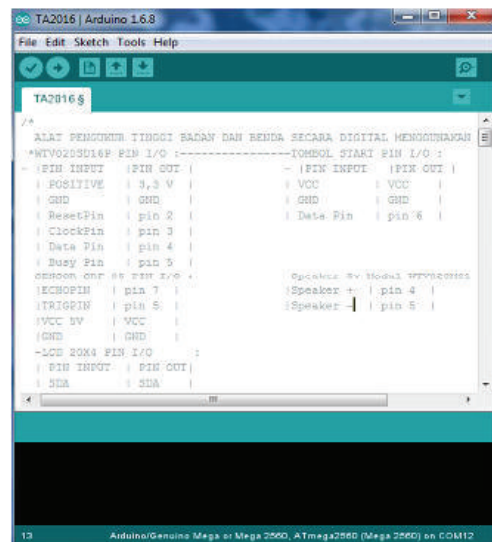 TA2016 | Arduino 1.6.8
File Edit Sketch Tools Help
TA2016 §
/*
ALAT PENGUKUR TINGGI BADAN DAN BENDA SECARA DIGITAL MENGGUNAKAN
*WTV020SD16P PIN I/O :----------------TOMBOL START PIN I/O :
- |PIN INPUT |PIN OUT | - |PIN INPUT |PIN OUT |
| POSITIVE | 3,3 V | | VCC | VCC |
| GND | GND | | GND | GND |
| ResetPin | pin 2 | | Data Pin | pin 6 |
| ClockPin | pin 3 |
| Data Pin | pin 4 |
| Busy Pin | pin 5 |
PIN I/O : Speaker 8v Modul
|ECHOPIN | pin 7 | |Speaker + | pin 4 |
|TRIGPIN | pin 5 | |Speaker - | pin 5 |
|VCC 5V | VCC |
|GND | GND |
-LCD 20X4 PIN I/O :
| PIN INPUT | PIN OUT|
| SDA | SDA |
13 Arduino/Genuino Mega or Mega 2560, ATmega2560 (Mega 2560) on COM12